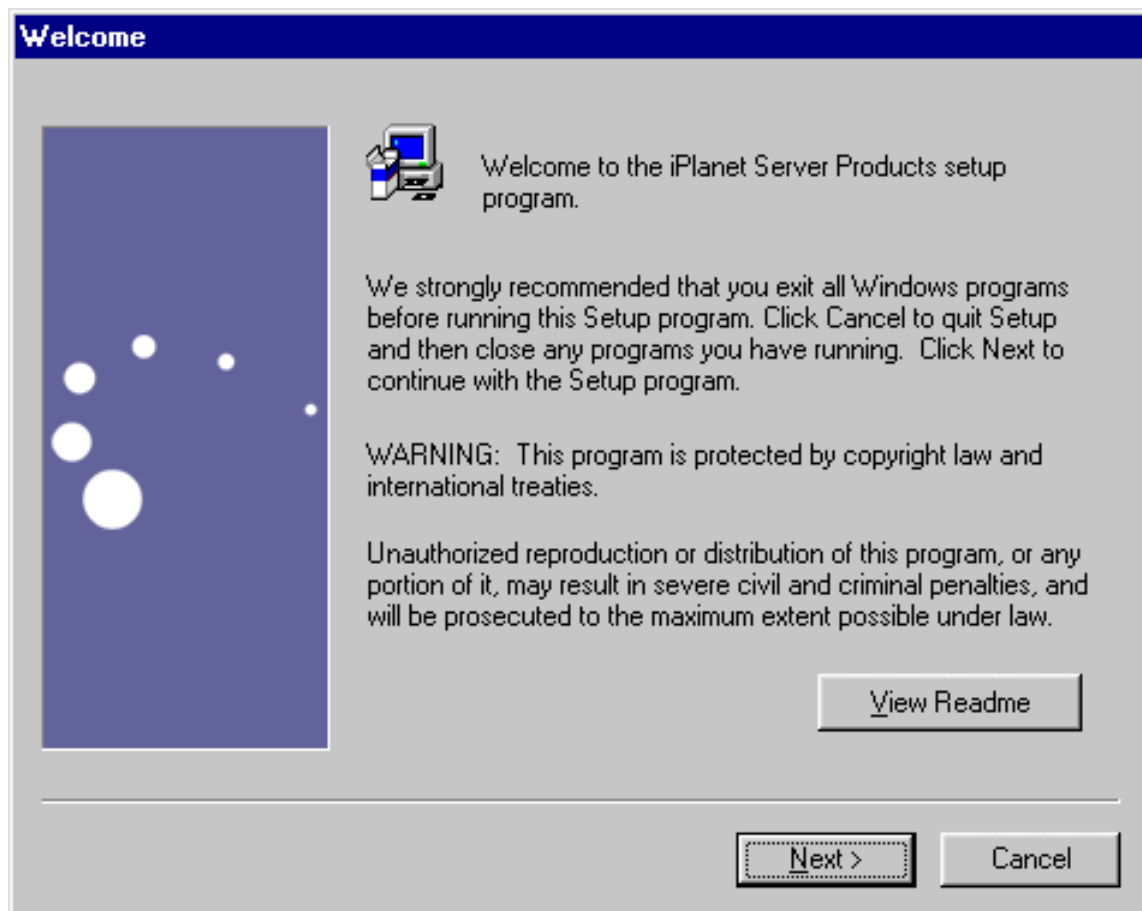 Welcome
Welcome to the iPlanet Server Products setup
program.
We strongly recommended that you exit all Windows programs
before running this Setup program. Click Cancel to quit Setup
and then close any programs you have running.  Click Next to
continue with the Setup program.
WARNING:  This program is protected by copyright law and
international treaties.
Unauthorized reproduction or distribution of this program, or any
portion of it, may result in severe civil and criminal penalties, and
will be prosecuted to the maximum extent possible under law.
View Readme
Next >
Cancel